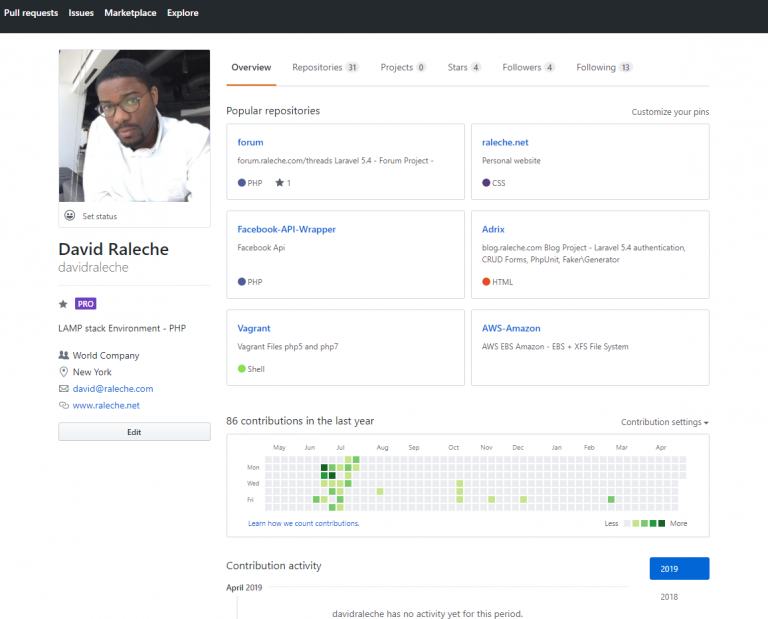 Pull requests Issues Marketplace Explore
Overview Repositories 31 Projects 0 Stars 4 Followers 4 Following 13
Popular repositories Customize your pins
forum
forum.raleche.com/threads Laravel 5.4 - Forum Project -
PHP 1
raleche.net
Personal website
CSS
Facebook-API-Wrapper
Facebook Api
PHP
Adrix
blog.raleche.com Blog Project - Laravel 5.4 authentication,
CRUD Forms, PhpUnit, Faker\Generator
HTML
Vagrant
Vagrant Files php5 and php7
Shell
AWS-Amazon
AWS EBS Amazon - EBS + XFS File System
Set status
David Raleche
davidraleche
PRO
LAMP stack Environment - PHP
World Company
New York
david@raleche.com
www.raleche.net
Edit
86 contributions in the last year Contribution settings
May Jun Jul Aug Sep Oct Nov Dec Jan Feb Mar Apr
Mon
Wed
Fri
Learn how we count contributions. Less More
Contribution activity
2019
2018
April 2019
davidraleche has no activity yet for this period.